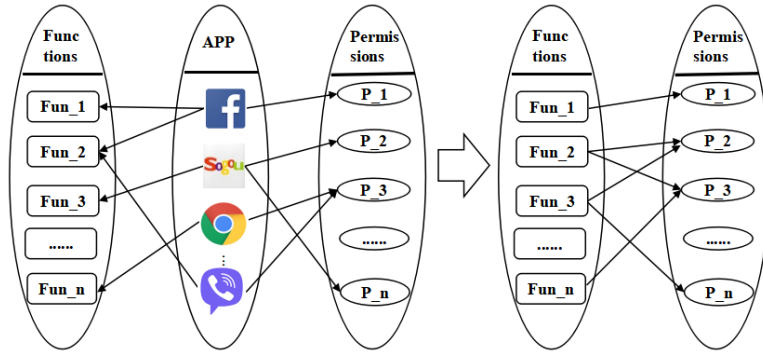 Func
tions
Fun_1
Fun_2
Fun_3
......
Fun_n
APP
f
Sogou
...
Permis
sions
P_1
P_2
P_3
......
P_n
Func
tions
Fun_1
Fun_2
Fun_3
......
Fun_n
Permis
sions
P_1
P_2
P_3
......
P_n